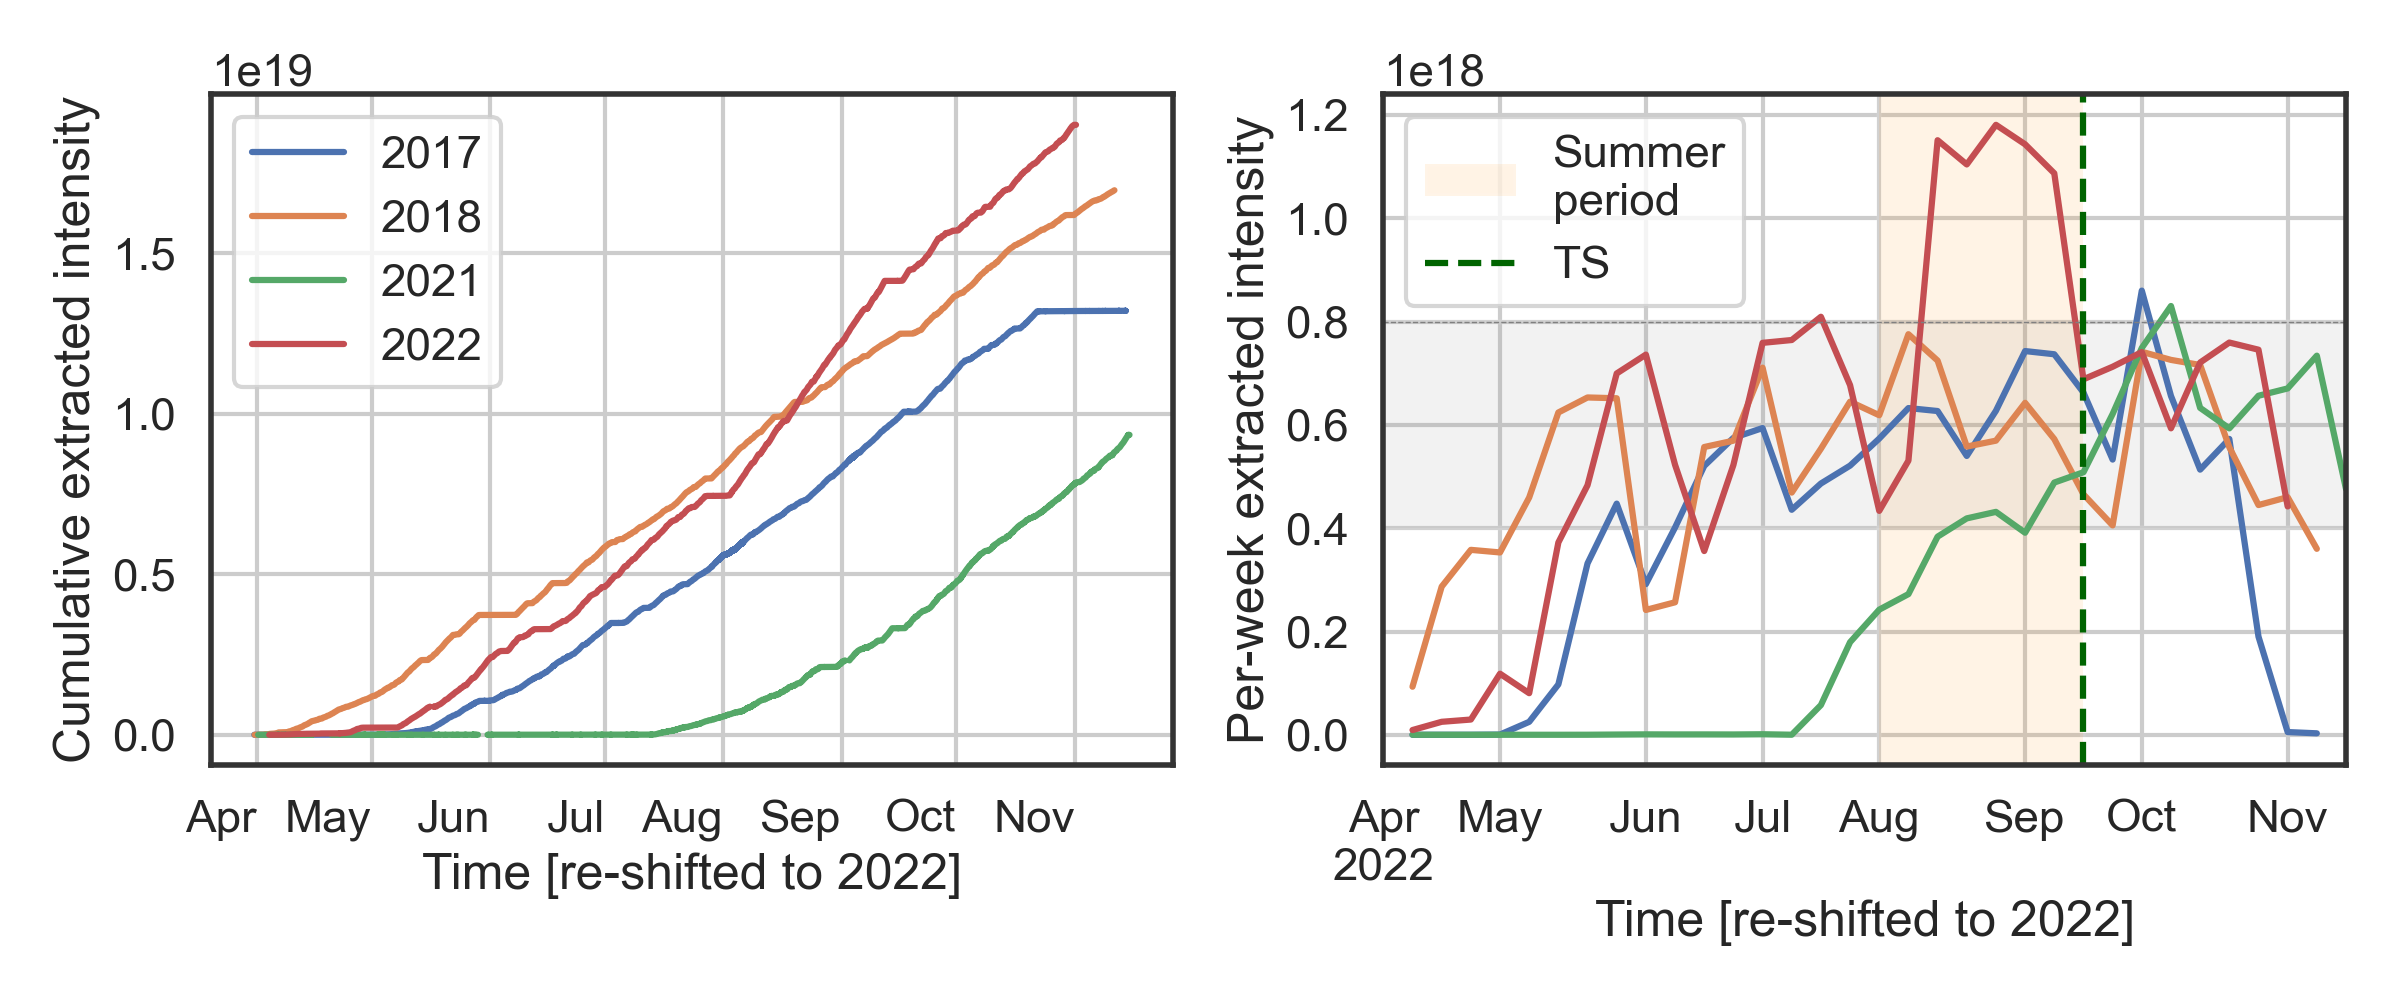 1e19
Cumulative extracted intensity
1.5
1.0
0.5
0.0
2017
2018
2021
2022
Apr May Jun Jul Aug Sep Oct Nov
Time [re-shifted to 2022]
1e18
Per-week extracted intensity
1.2
1.0
0.8
0.6
0.4
0.2
0.0
Summer
period
TS
Apr May Jun Jul Aug Sep Oct Nov
2022
Time [re-shifted to 2022]